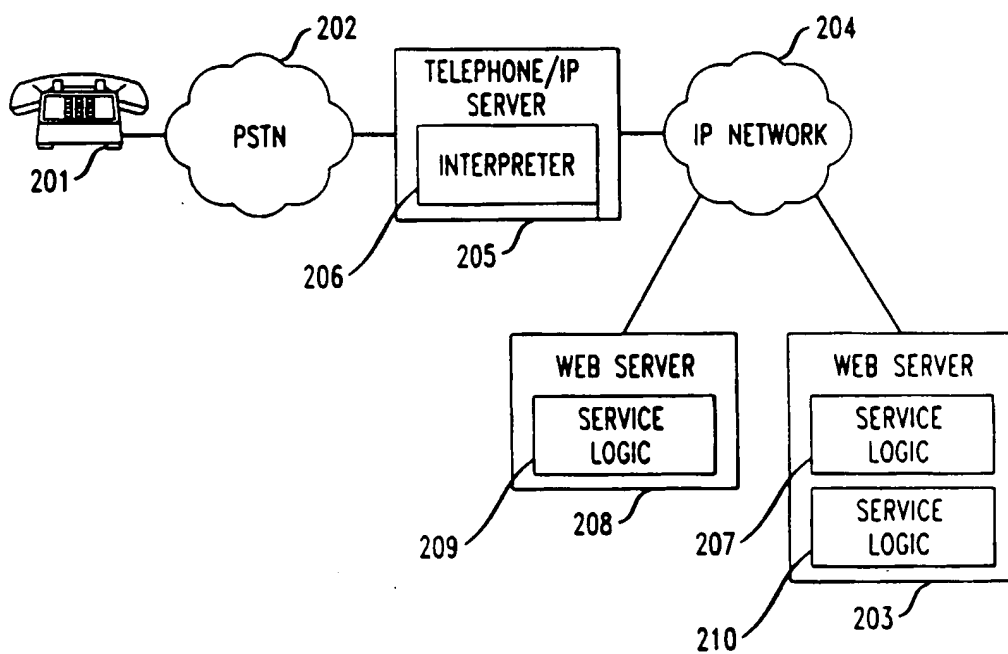 202
204
TELEPHONE/IP
SERVER
PSTN
IP NETWORK
INTERPRETER
201
206
205
WEB SERVER
WEB SERVER
SERVICE
LOGIC
SERVICE
LOGIC
209
208
207
SERVICE
LOGIC
210
203